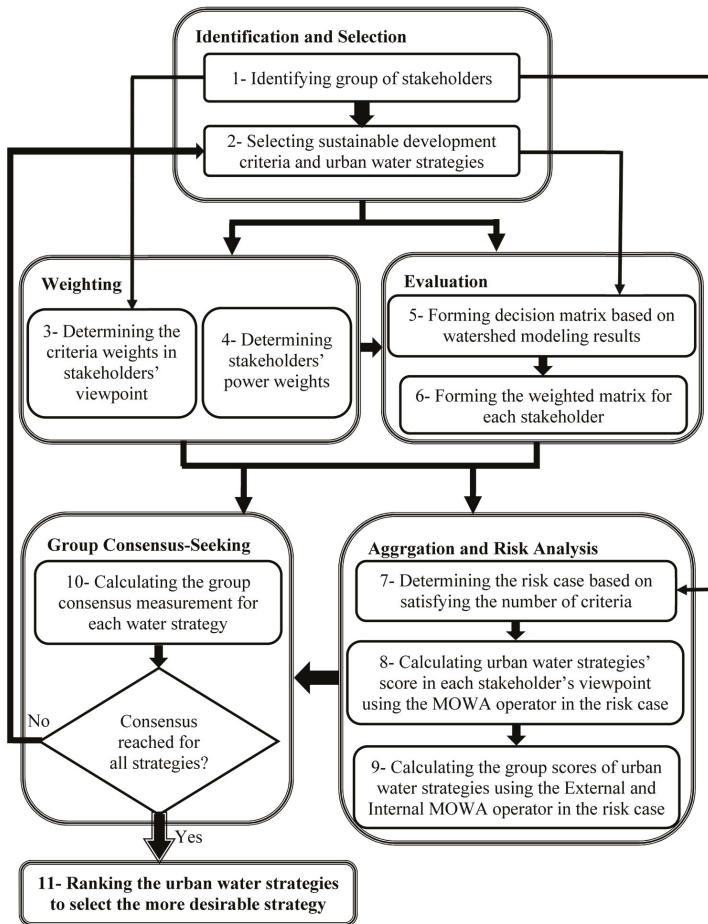 Identification and Selection
1- Identifying group of stakeholders
2- Selecting sustainable development
criteria and urban water strategies
Weighting
3- Determining the
criteria weights in
stakeholders’
viewpoint
4- Determining
stakeholders’
power weights
Evaluation
5- Forming decision matrix based on
watershed modeling results
6- Forming the weighted matrix for
each stakeholder
Group Consensus-Seeking
10- Calculating the group
consensus measurement for
each water strategy
No
Consensus
reached for
all strategies?
Yes
Aggrgation and Risk Analysis
7- Determining the risk case based on
satisfying the number of criteria
8- Calculating urban water strategies’
score in each stakeholder’s viewpoint
using the MOWA operator in the risk case
9- Calculating the group scores of urban
water strategies using the External and
Internal MOWA operator in the risk case
11- Ranking the urban water strategies
to select the more desirable strategy